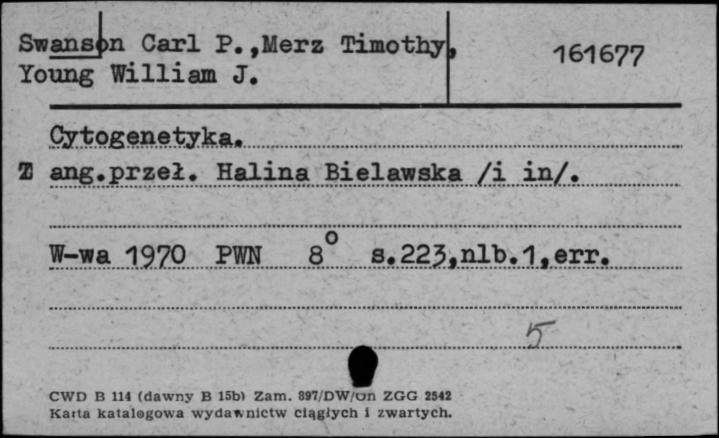 Swanson Carl P.,Merz Timothy, 161677
Young William J.
Cytogenetyka.
Z ang.przeł. Halina Bielawska /i in/.
W-wa 1970 PWN 8° s.223,nlb.1,err.
5
CWD B 114 (dawny B 15b) Zam. 897/DW/Un ZGG 2542
Karta katalogowa wydawnictw ciągłych i zwartych.